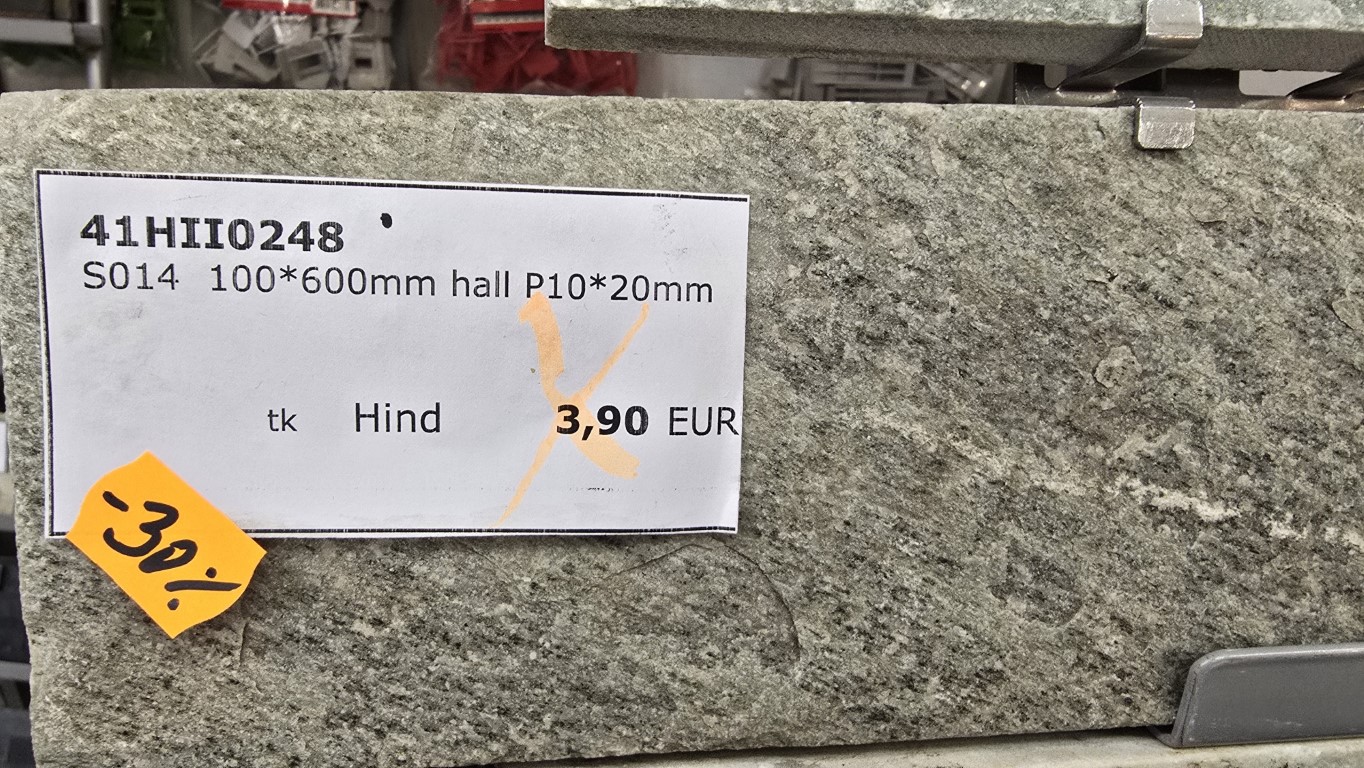 41HII0248
S014 100*600mm hall P10*20mm
tk Hind 3,90 EUR
-30%